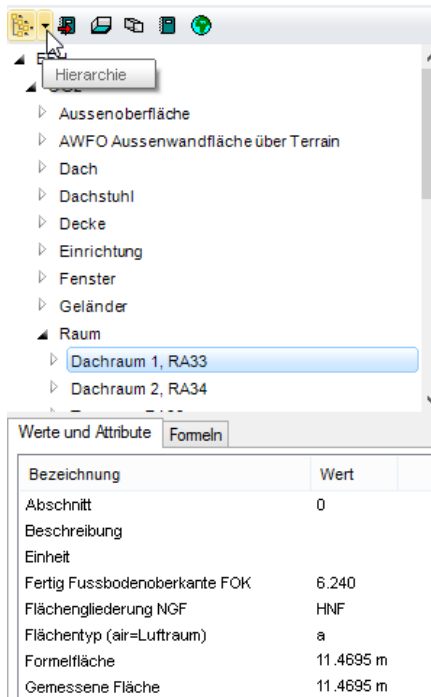 Hierarchie
Aussenoberfläche
AWFO Aussenwandfläche über Terrain
Dach
Dachstuhl
Decke
Einrichtung
Fenster
Geländer
Raum
Dachraum 1, RA33
Dachraum 2, RA34
Werte und Attribute Formeln
Bezeichnung Wert
Abschnitt 0
Beschreibung
Einheit
Fertig Fussbodenoberkante FOK 6.240
Flächengliederung NGF HNF
Flächentyp (air=Luftraum) a
Formelfläche 11.4695 m
Gemessene Fläche 11.4695 m